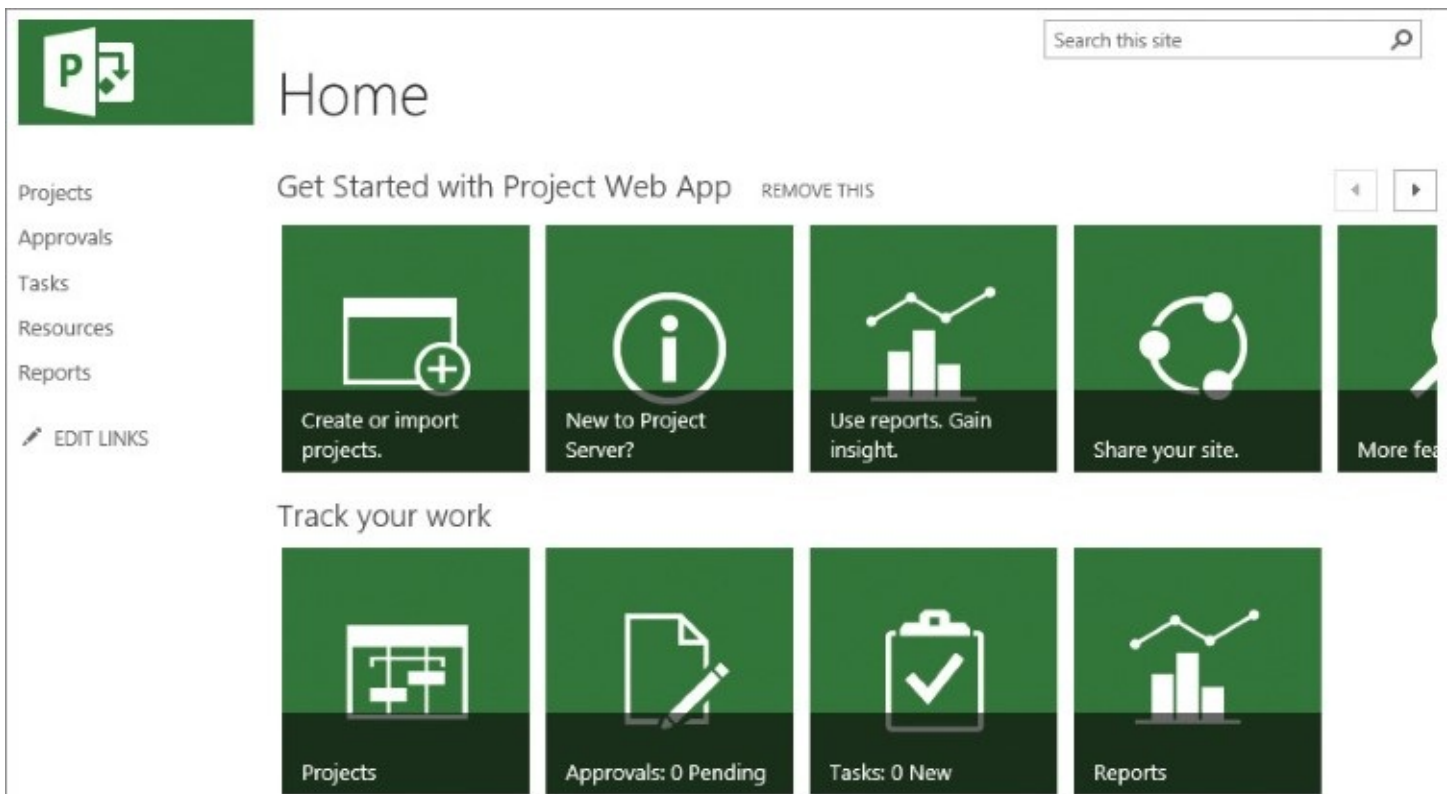 P
Search this site
Home
Projects
Approvals
Tasks
Resources
Reports
EDIT LINKS
Get Started with Project Web App REMOVE THIS
Create or import
projects.
New to Project
Server?
Use reports. Gain
insight.
Share your site.
More fea
Track your work
Projects
Approvals: 0 Pending
Tasks: 0 New
Reports